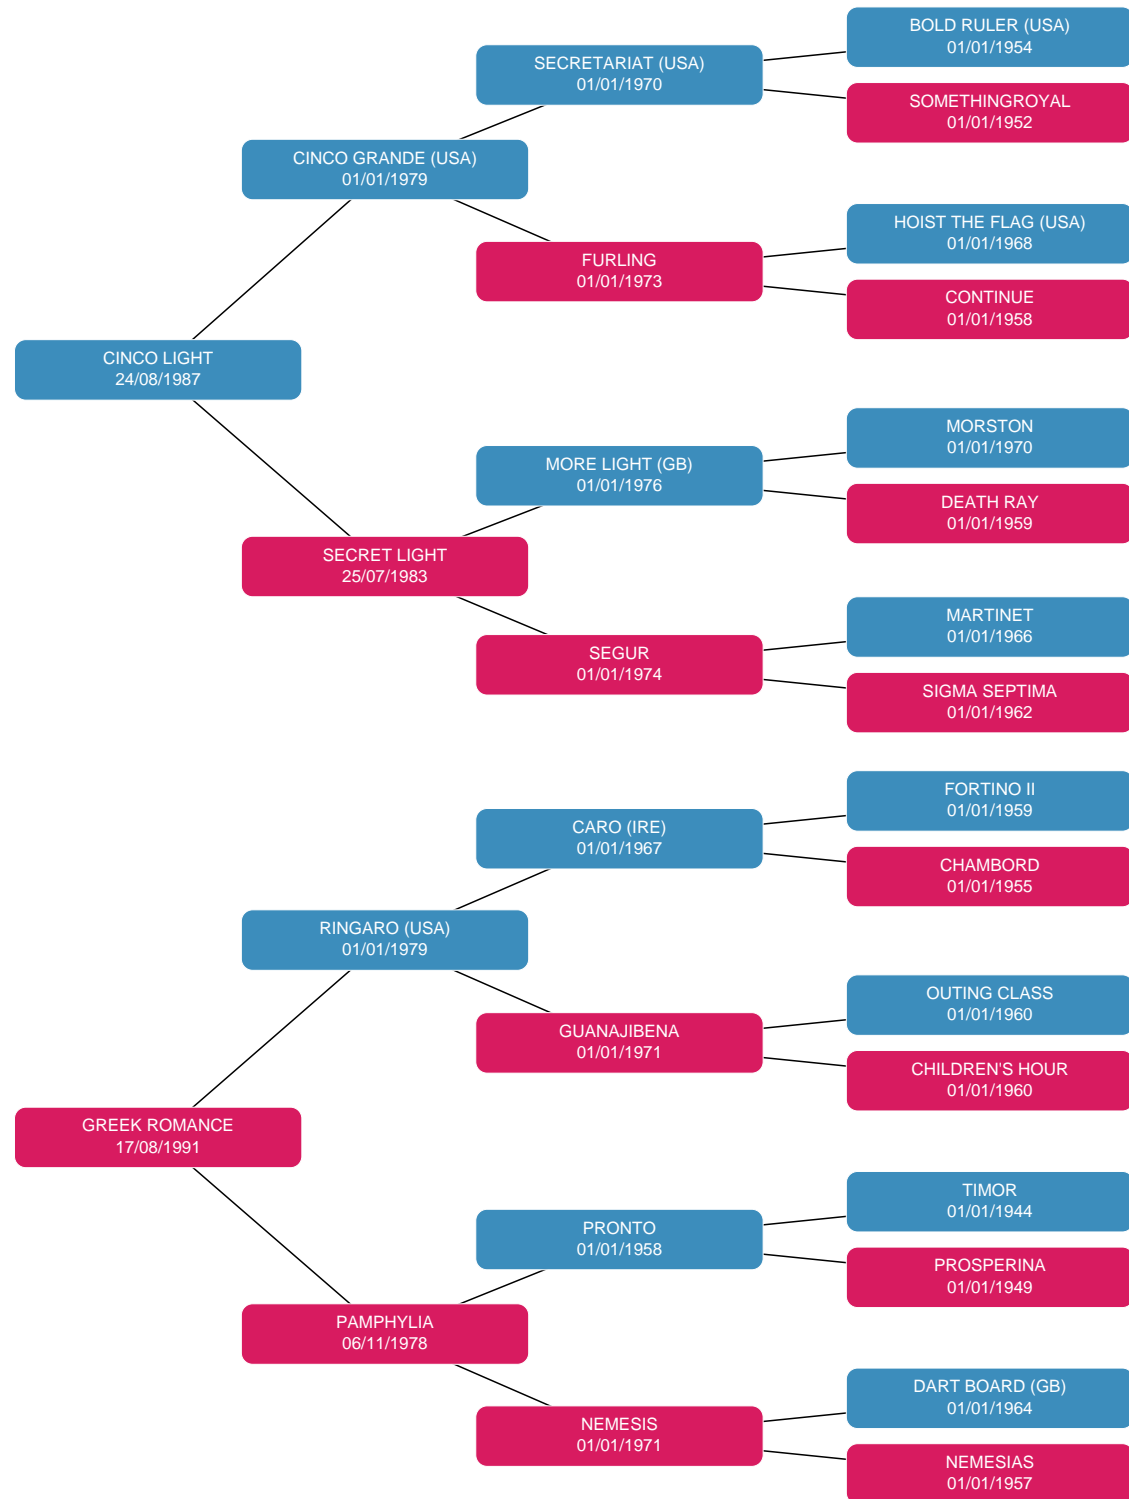 BOLD RULER (USA)
01/01/1954
SECRETARIAT (USA)
01/01/1970
SOMETHINGROYAL
01/01/1952
CINCO GRANDE (USA)
01/01/1979
HOIST THE FLAG (USA)
01/01/1968
FURLING
01/01/1973
CONTINUE
01/01/1958
CINCO LIGHT
24/08/1987
MORSTON
01/01/1970
MORE LIGHT (GB)
01/01/1976
DEATH RAY
01/01/1959
SECRET LIGHT
25/07/1983
MARTINET
01/01/1966
SEGUR
01/01/1974
SIGMA SEPTIMA
01/01/1962
FORTINO II
01/01/1959
CARO (IRE)
01/01/1967
CHAMBORD
01/01/1955
RINGARO (USA)
01/01/1979
OUTING CLASS
01/01/1960
GUANAJIBENA
01/01/1971
CHILDREN'S HOUR
01/01/1960
GREEK ROMANCE
17/08/1991
TIMOR
01/01/1944
PRONTO
01/01/1958
PROSPERINA
01/01/1949
PAMPHYLIA
06/11/1978
DART BOARD (GB)
01/01/1964
NEMESIS
01/01/1971
NEMESIAS
01/01/1957